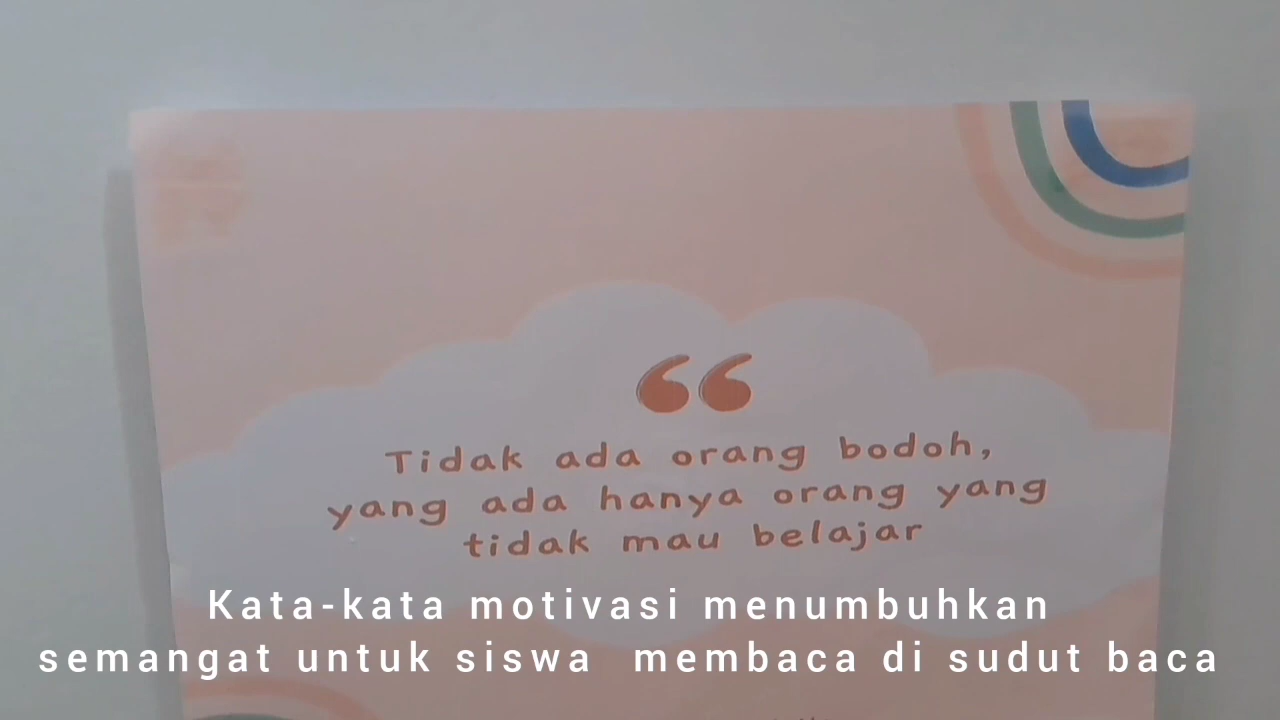 Tidak ada orang bodoh,
yang ada hanya orang yang
tidak mau belajar
Kata-kata motivasi menumbuhkan
semangat untuk siswa membaca di sudut baca